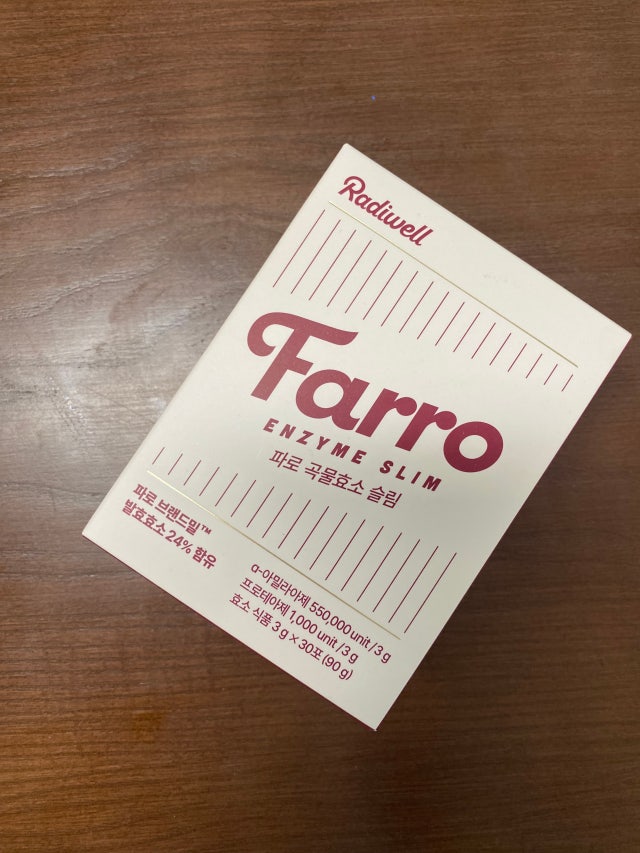 Radiwell
Farro
ENZYME SLIM
파로 곡물효소 슬림
파로 브랜드밀™
발효효소 24% 함유
α-아밀라아제 550,000 unit / 3 g
프로테아제 1,000 unit / 3 g
효소 식품 3 g × 30포 (90 g)